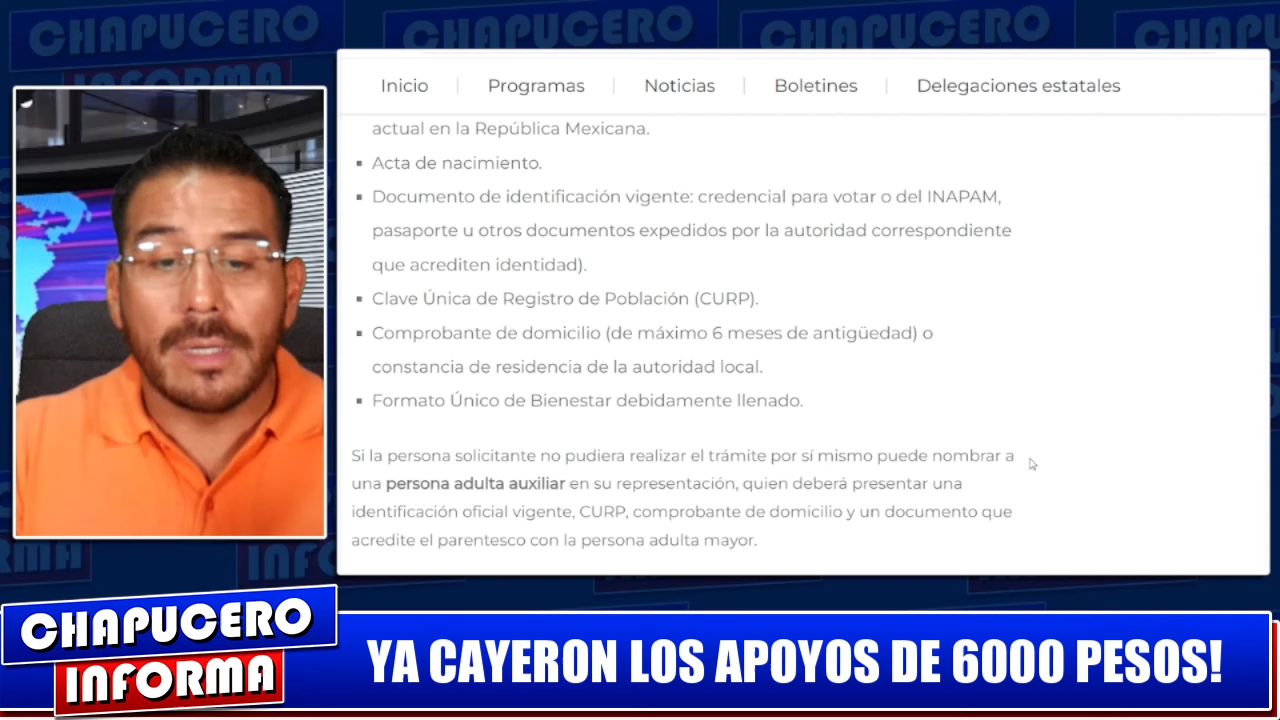 CHAPUCERO
CHAPUCERO
CHAPUCERO
CHAPUCERO
INFORMA
Inicio
Programas
Noticias
Boletines
Delegaciones estatales
actual en la República Mexicana.
▪ Acta de nacimiento.
▪ Documento de identificación vigente: credencial para votar o del INAPAM,
pasaporte u otros documentos expedidos por la autoridad correspondiente
que acrediten identidad).
▪ Clave Única de Registro de Población (CURP).
▪ Comprobante de domicilio (de máximo 6 meses de antigüedad) o
constancia de residencia de la autoridad local.
▪ Formato Único de Bienestar debidamente llenado.
Si la persona solicitante no pudiera realizar el trámite por sí mismo puede nombrar a
una persona adulta auxiliar en su representación, quien deberá presentar una
identificación oficial vigente, CURP, comprobante de domicilio y un documento que
acredite el parentesco con la persona adulta mayor.
CHAPUCERO
INFORMA
YA CAYERON LOS APOYOS DE 6000 PESOS!